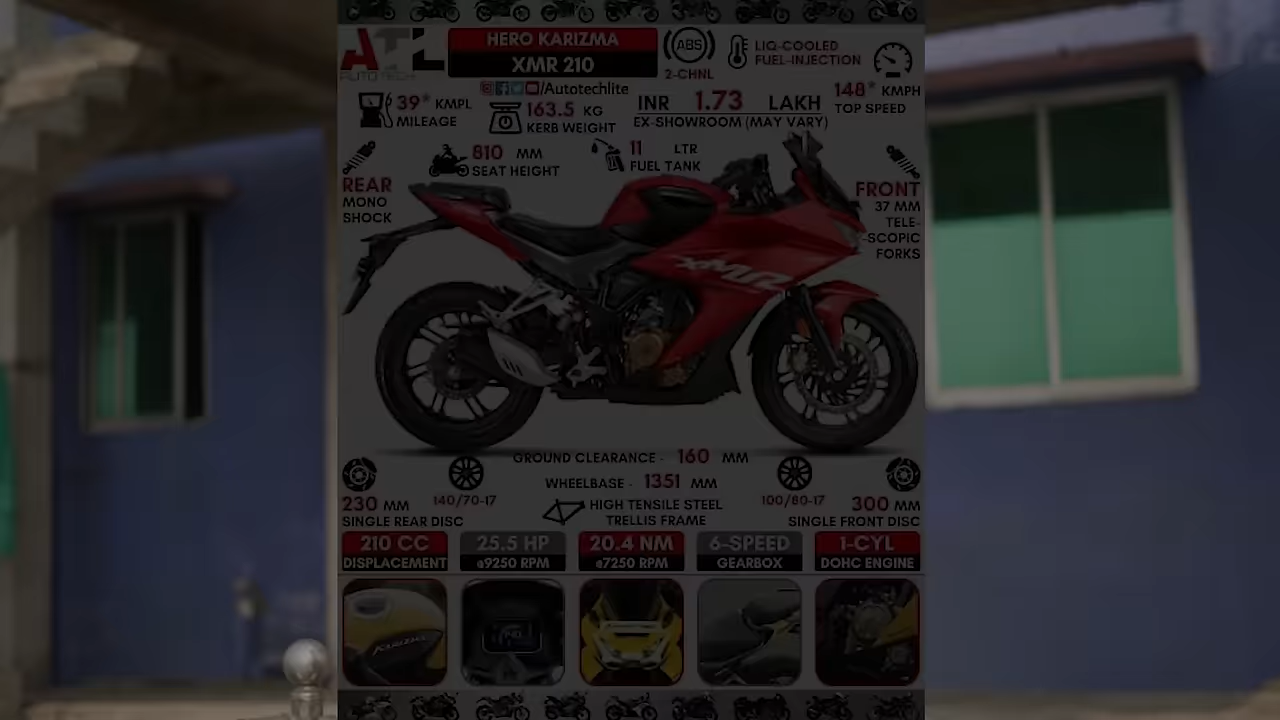 ATL
AUTO TECH
HERO KARIZMA
XMR 210
ABS
2-CHNL
LIQ-COOLED
FUEL-INJECTION
/Autotechlite
39* KMPL
MILEAGE
163.5 KG
KERB WEIGHT
INR 1.73 LAKH
EX-SHOWROOM (MAY VARY)
148* KMPH
TOP SPEED
810 MM
SEAT HEIGHT
11 LTR
FUEL TANK
REAR
MONO
SHOCK
FRONT
37 MM
TELE-
-SCOPIC
FORKS
XMR
GROUND CLEARANCE - 160 MM
WHEELBASE - 1351 MM
HIGH TENSILE STEEL
TRELLIS FRAME
140/70-17
230 MM
SINGLE REAR DISC
100/80-17
300 MM
SINGLE FRONT DISC
210 CC
DISPLACEMENT
25.5 HP
@9250 RPM
20.4 NM
@7250 RPM
6-SPEED
GEARBOX
1-CYL
DOHC ENGINE
KARIZMA